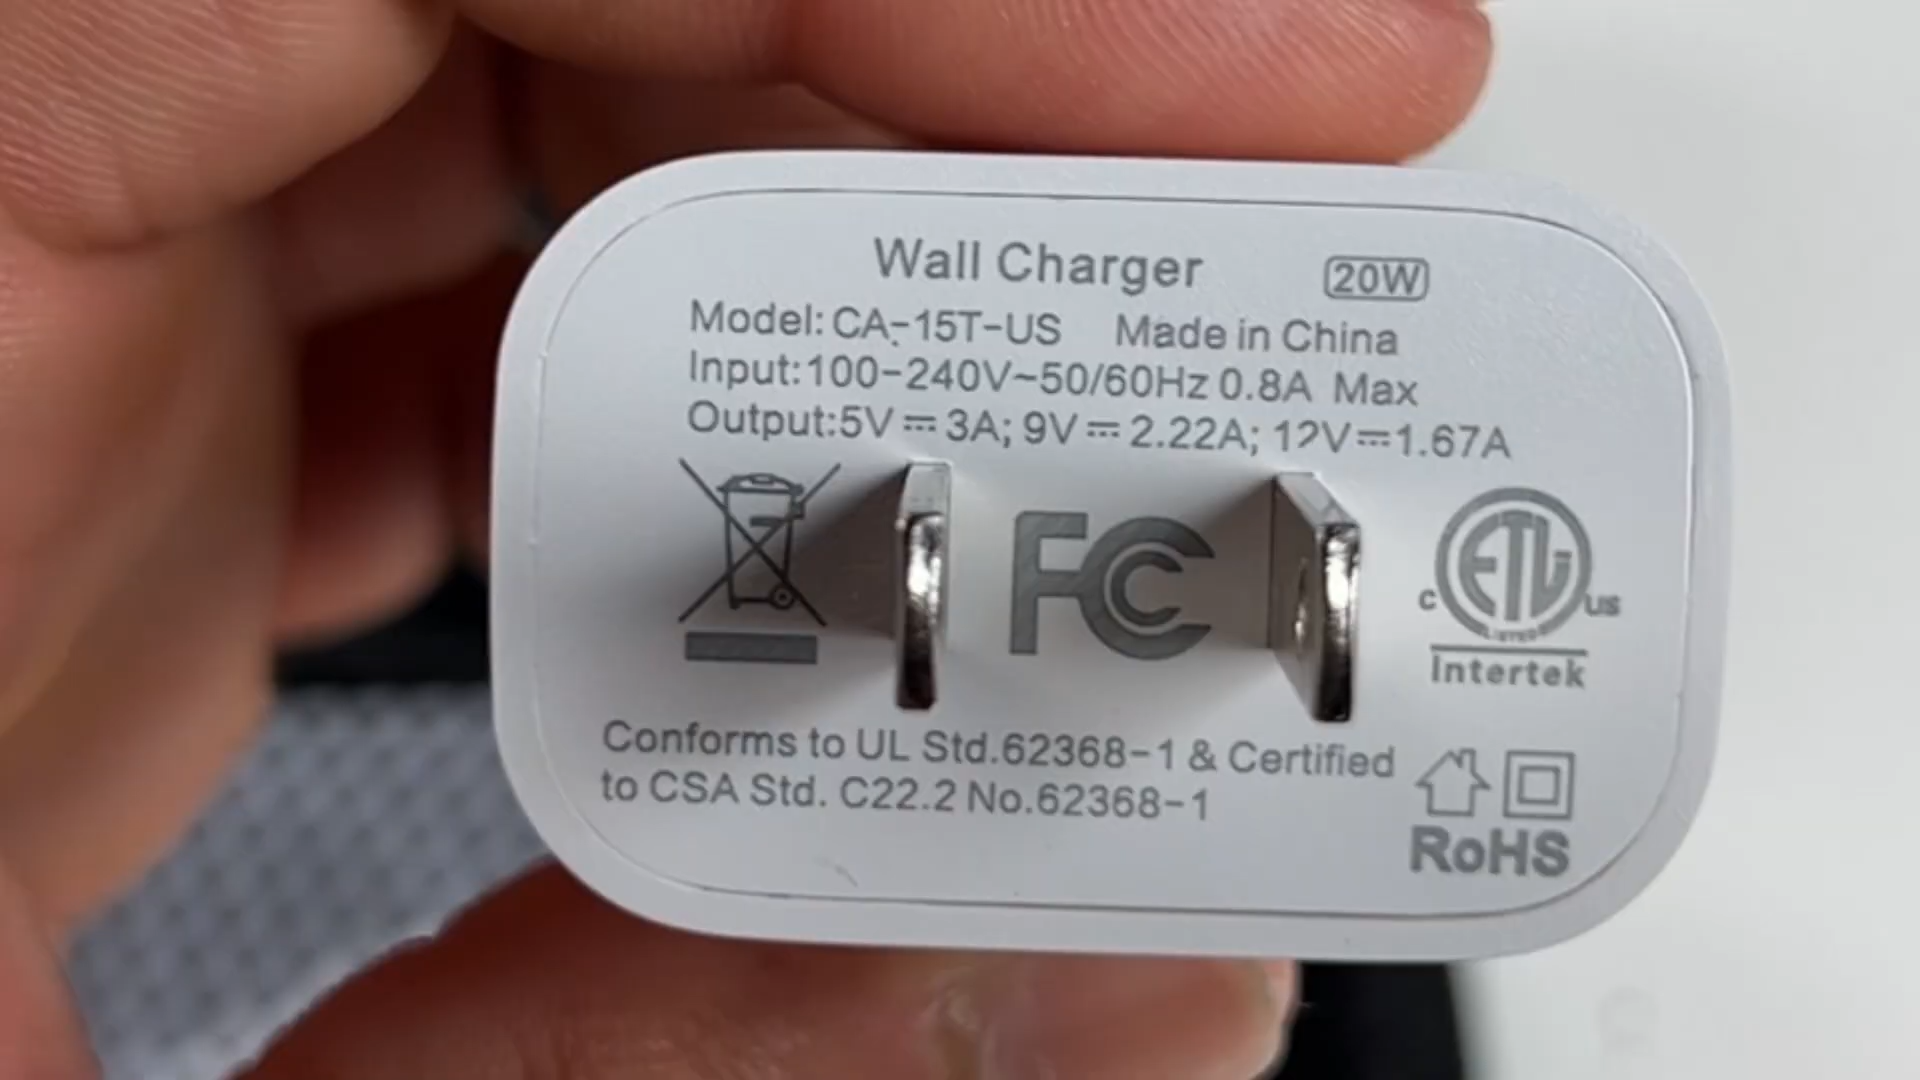 Wall Charger 20W
Model: CA-15T-US Made in China
Input:100-240V~50/60Hz 0.8A Max
Output:5V⎓3A; 9V⎓2.22A; 12V⎓1.67A
FC
ETL
c us
LISTED
Intertek
Conforms to UL Std.62368-1 & Certified
to CSA Std. C22.2 No.62368-1
RoHS